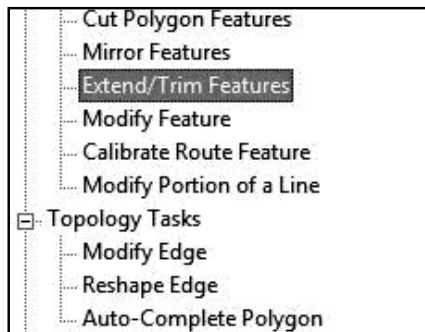 Cut Polygon Features
Mirror Features
Extend/Trim Features
Modify Feature
Calibrate Route Feature
Modify Portion of a Line
Topology Tasks
Modify Edge
Reshape Edge
Auto-Complete Polygon